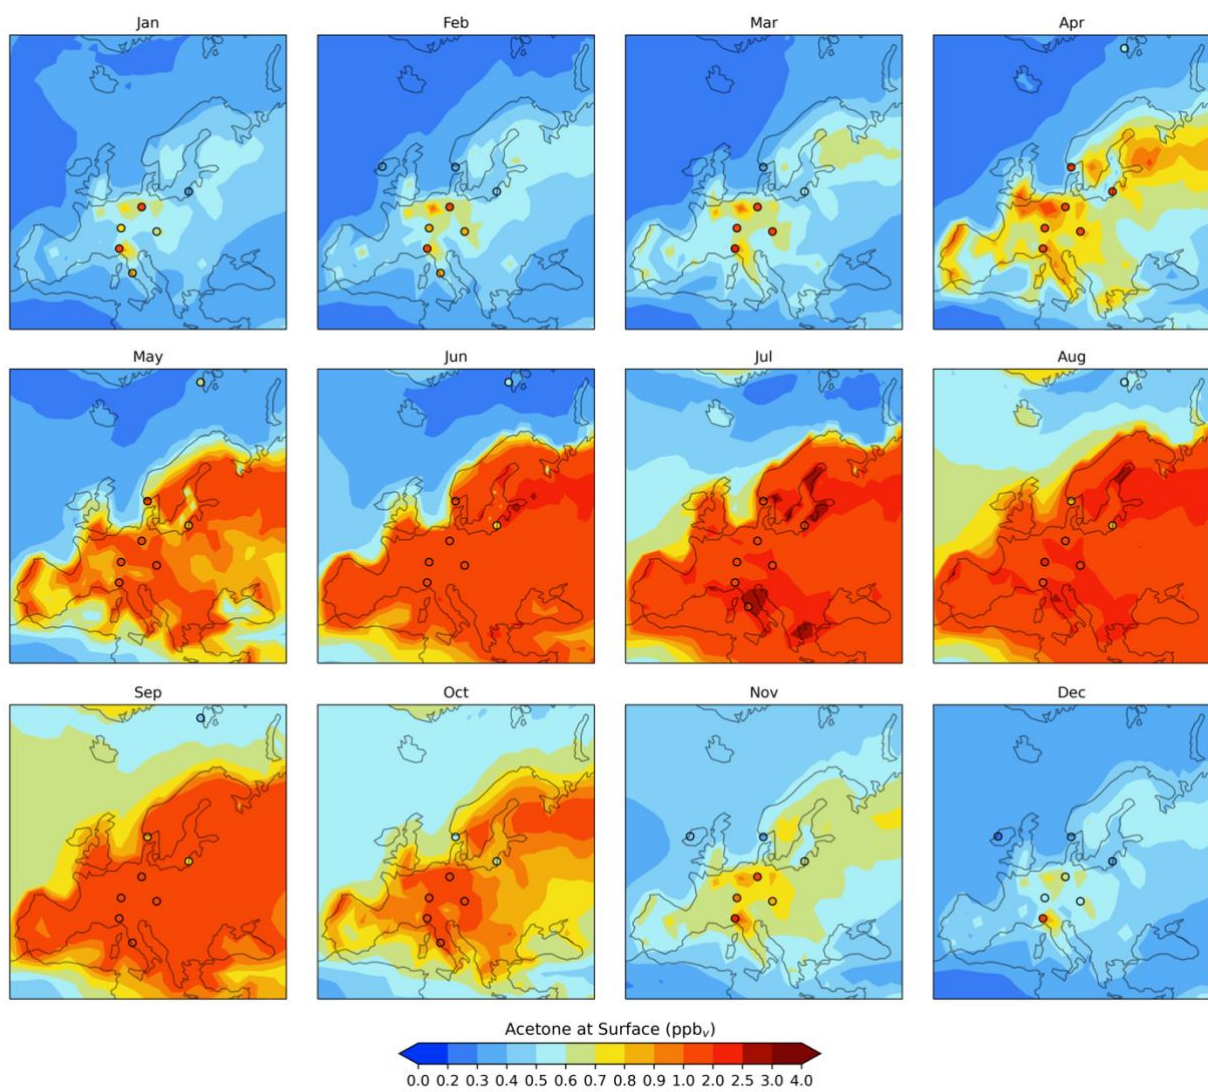 Jan Feb Mar Apr
May Jun Jul Aug
Sep Oct Nov Dec
Acetone at Surface (ppbv)
0.0 0.2 0.3 0.4 0.5 0.6 0.7 0.8 0.9 1.0 2.0 2.5 3.0 4.0